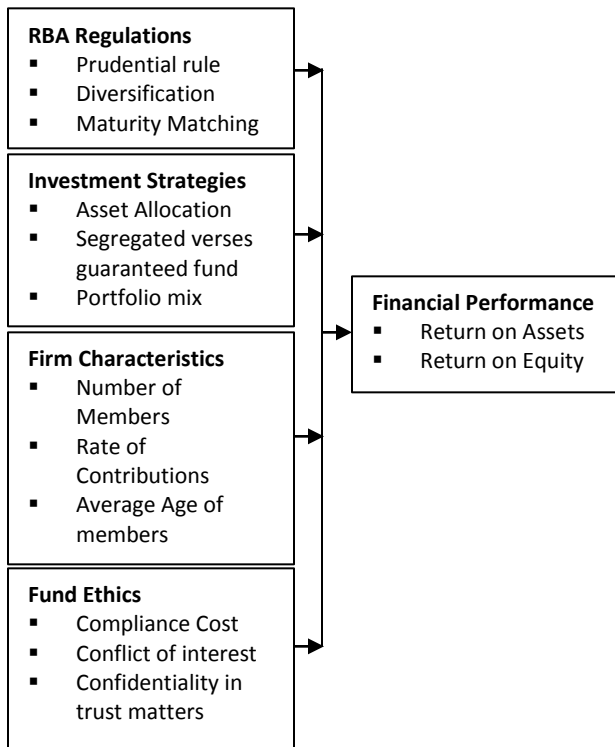 RBA Regulations
▪ Prudential rule
▪ Diversification
▪ Maturity Matching
Investment Strategies
▪ Asset Allocation
▪ Segregated verses
guaranteed fund
▪ Portfolio mix
Firm Characteristics
▪ Number of
Members
▪ Rate of
Contributions
▪ Average Age of
members
Fund Ethics
▪ Compliance Cost
▪ Conflict of interest
▪ Confidentiality in
trust matters
Financial Performance
▪ Return on Assets
▪ Return on Equity